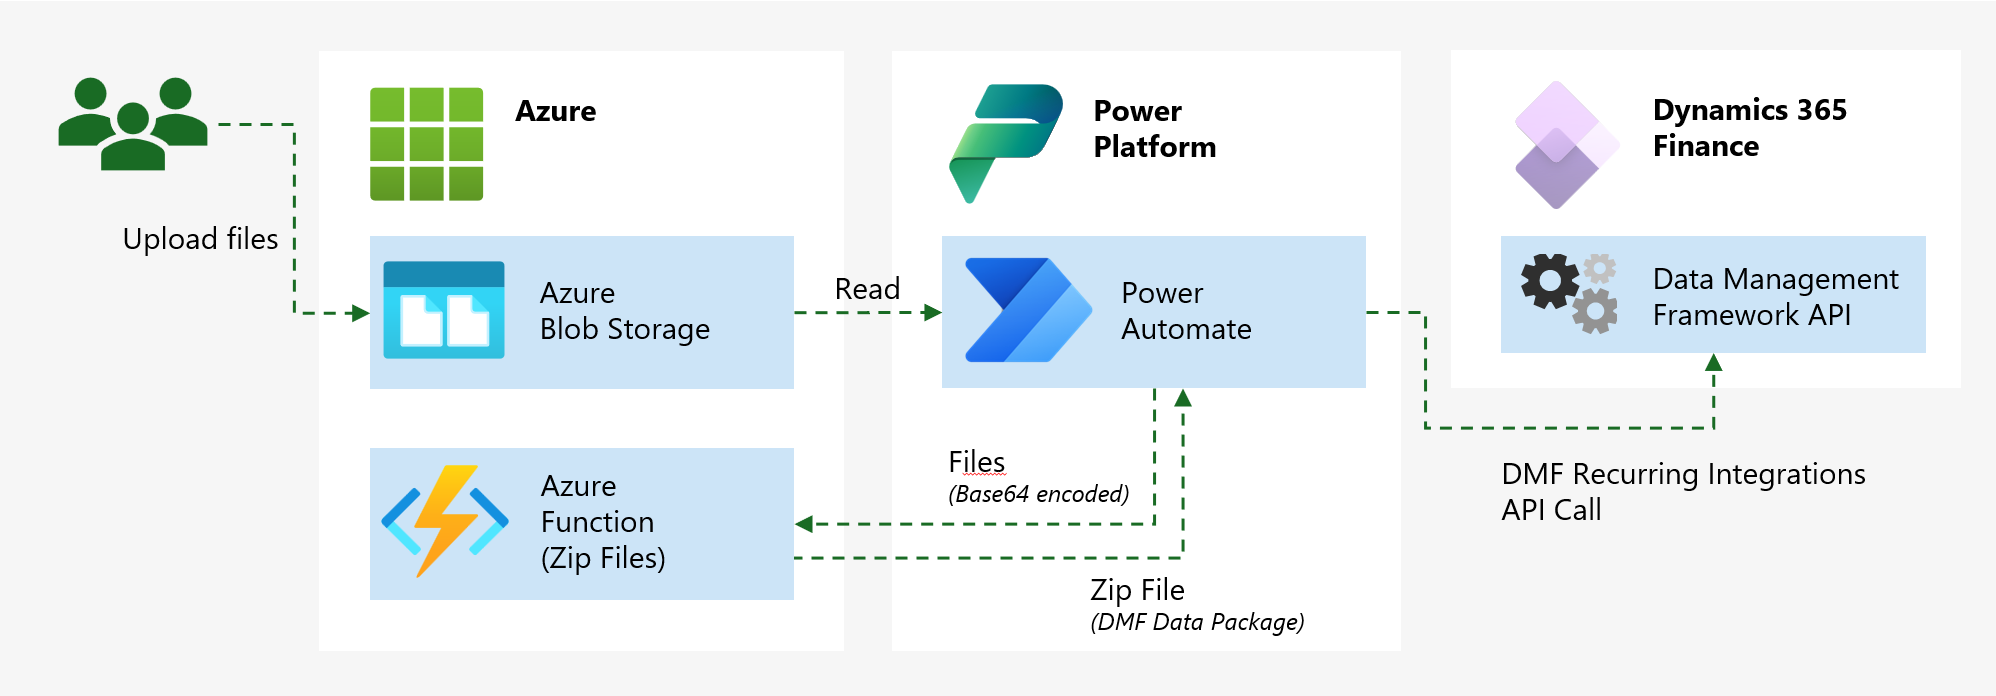 Upload files
Azure
Azure
Blob Storage
Azure
Function
(Zip Files)
Read
Power
Platform
Power
Automate
Files
(Base64 encoded)
Zip File
(DMF Data Package)
Dynamics 365
Finance
Data Management
Framework API
DMF Recurring Integrations
API Call